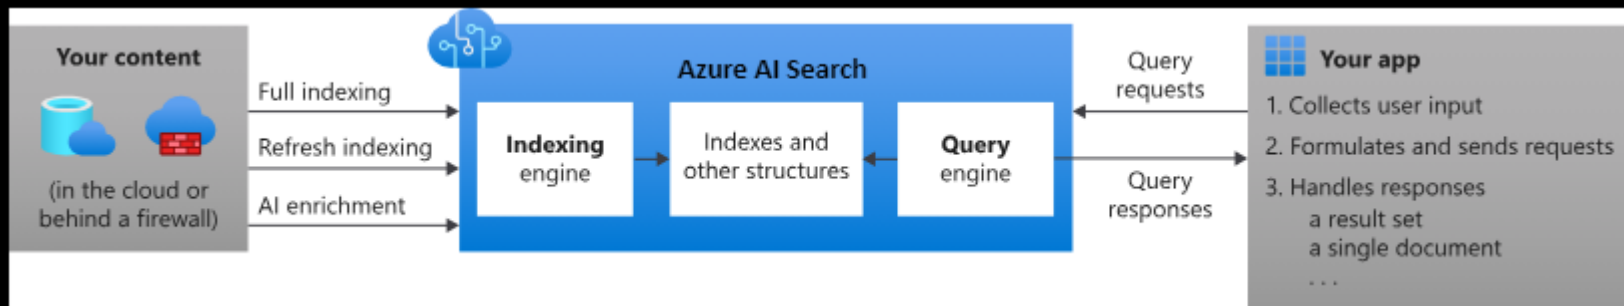 Your content
(in the cloud or
behind a firewall)
Full indexing
Refresh indexing
AI enrichment
Azure AI Search
Indexing
engine
Indexes and
other structures
Query
engine
Query
requests
Query
responses
Your app
1. Collects user input
2. Formulates and sends requests
3. Handles responses
a result set
a single document
. . .